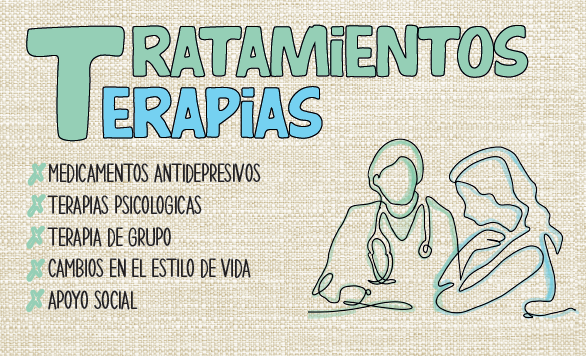 TRATAMIENTOS
TERAPIAS
MEDICAMENTOS ANTIDEPRESIVOS
TERAPIAS PSICOLOGICAS
TERAPIA DE GRUPO
CAMBIOS EN EL ESTILO DE VIDA
APOYO SOCIAL